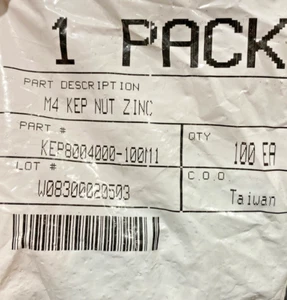 1 PACK
PART DESCRIPTION
M4 KEP NUT ZINC
PART #
KEP8004000-100M1
QTY
100 EA
LOT #
W08300020503
C.O.O
Taiwan